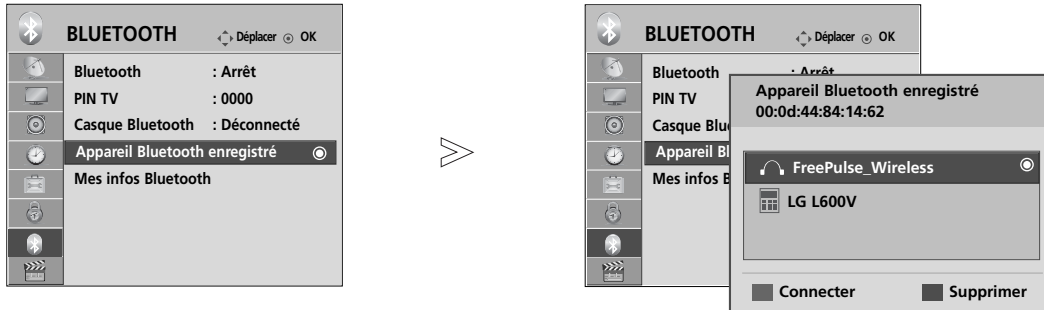 BLUETOOTH Déplacer OK
Bluetooth : Arrêt
PIN TV : 0000
Casque Bluetooth : Déconnecté
Appareil Bluetooth enregistré
Mes infos Bluetooth
BLUETOOTH Déplacer OK
Bluetooth : Arrêt
PIN TV
Casque Blu
Appareil Bl
Mes infos B
Appareil Bluetooth enregistré
00:0d:44:84:14:62
FreePulse_Wireless
LG L600V
Connecter Supprimer